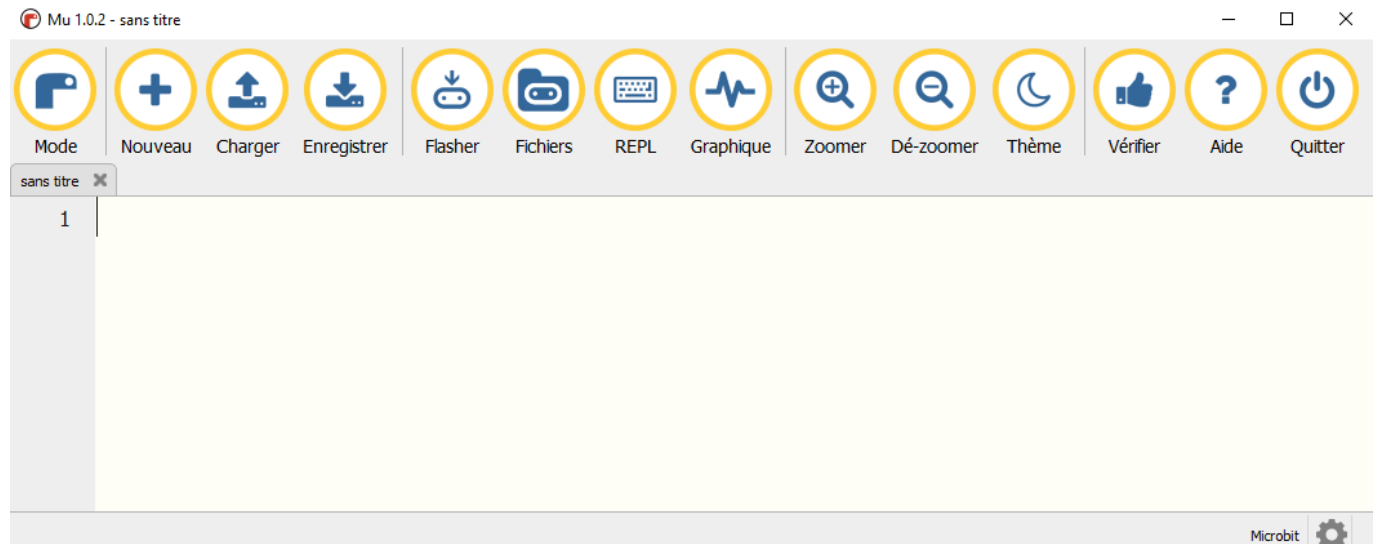 Mu 1.0.2 - sans titre
Mode Nouveau Charger Enregistrer Flasher Fichiers REPL Graphique Zoomer Dé-zoomer Thème Vérifier Aide Quitter
sans titre
1
Microbit